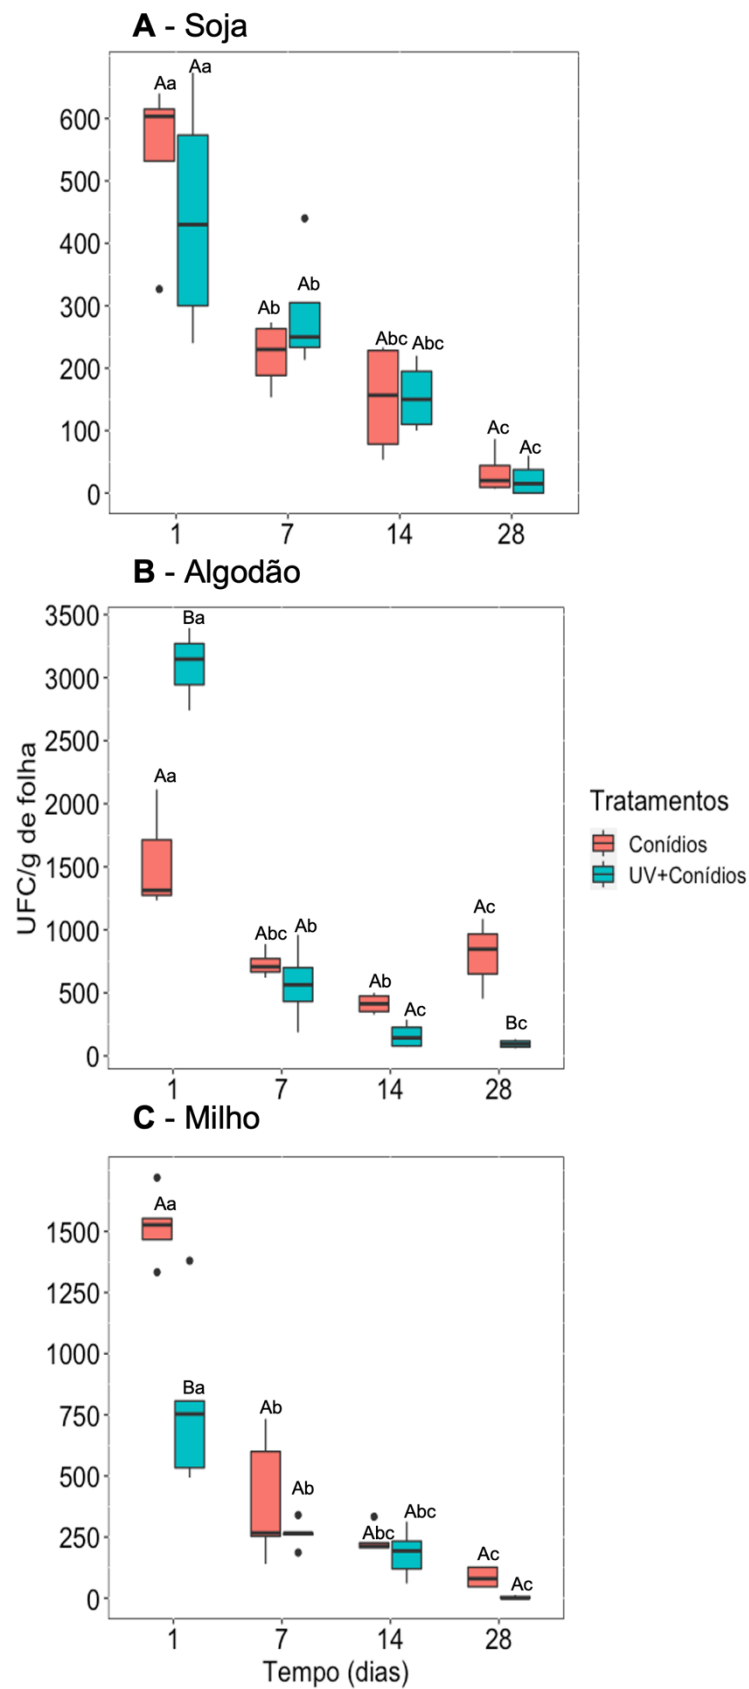 A - Soja
Aa
Aa
600
500
400
300
200
100
0
Ab
Ab
Abc
Abc
Ac
Ac
1
7
14
28
B - Algodão
UFC/g de folha
3500
3000
2500
2000
1500
1000
500
0
Ba
Aa
Abc
Ab
Ab
Ac
Ac
Bc
1
7
14
28
Tratamentos
Conídios
UV+Conídios
C - Milho
1500
1250
1000
750
500
250
0
Aa
Ba
Ab
Ab
Abc
Abc
Ac
Ac
1
7
14
28
Tempo (dias)